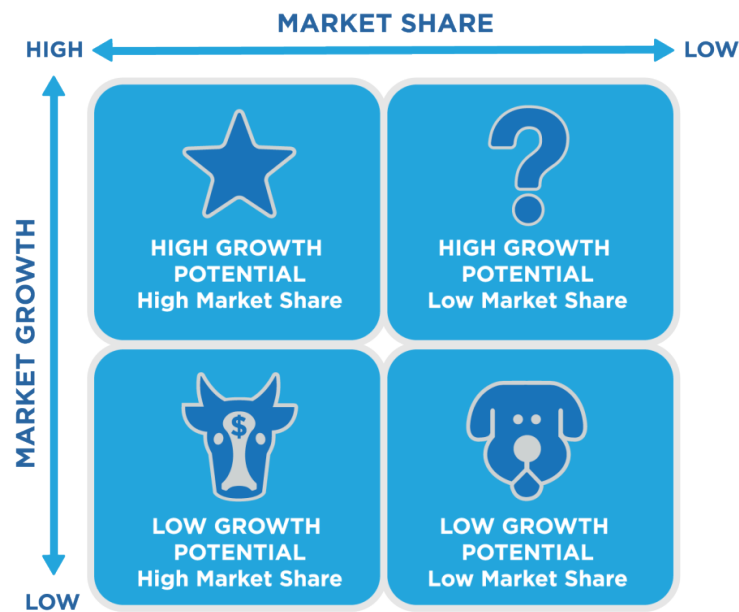 MARKET SHARE
HIGH
LOW
MARKET GROWTH
HIGH GROWTH
POTENTIAL
High Market Share
?
HIGH GROWTH
POTENTIAL
Low Market Share
$
LOW GROWTH
POTENTIAL
High Market Share
LOW GROWTH
POTENTIAL
Low Market Share
LOW